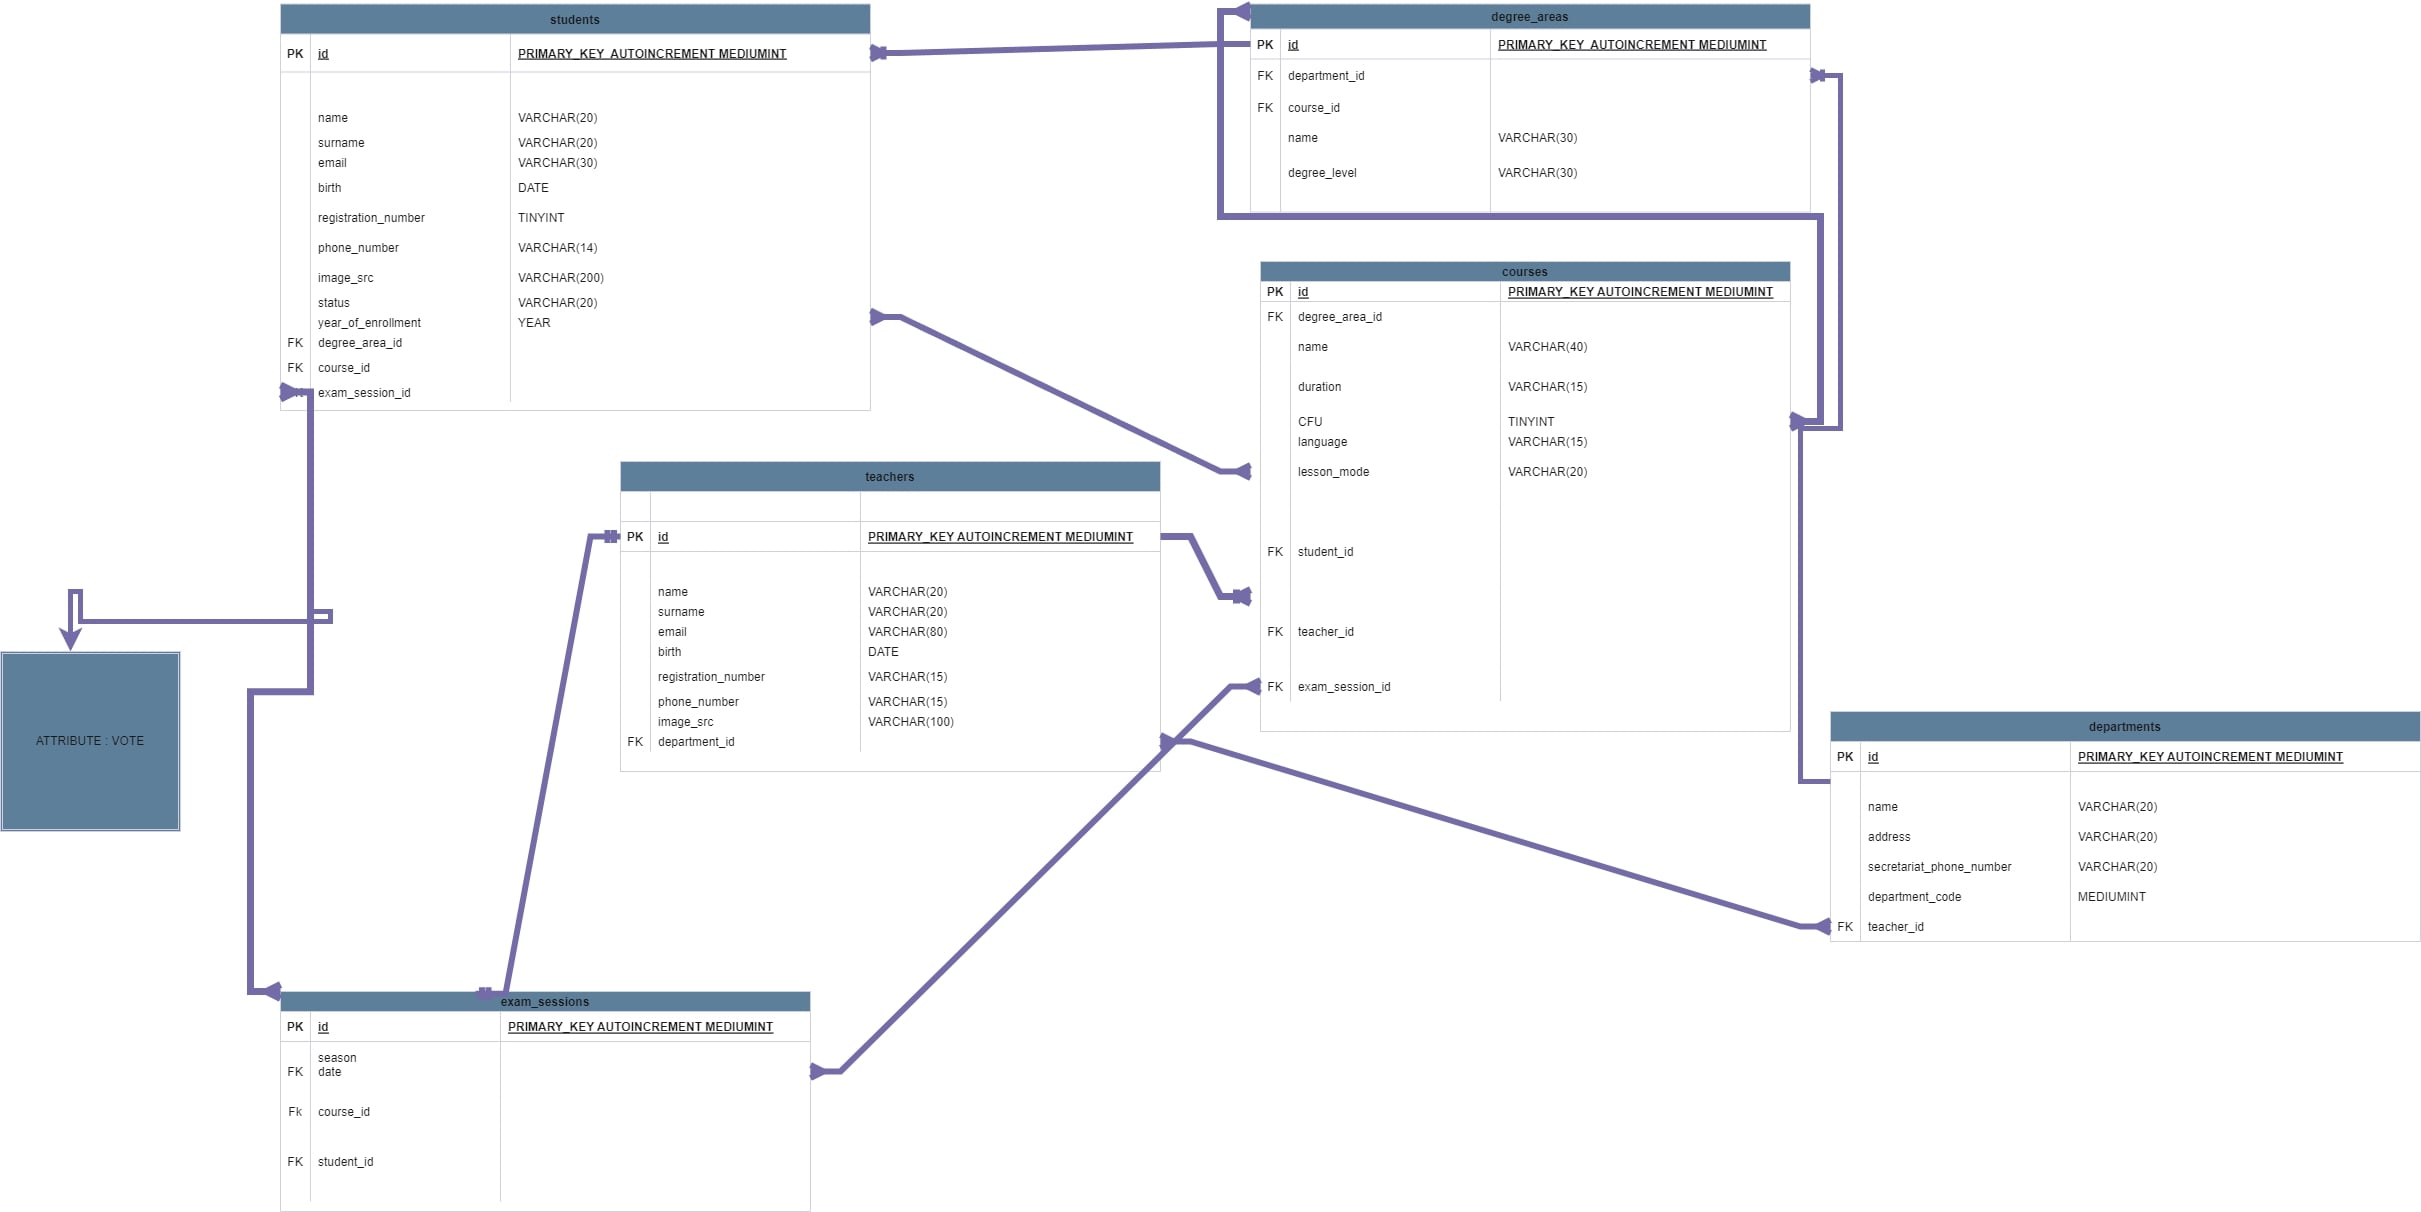 students
PK id PRIMARY_KEY AUTOINCREMENT MEDIUMINT
name VARCHAR(20)
surname VARCHAR(20)
email VARCHAR(30)
birth DATE
registration_number TINYINT
phone_number VARCHAR(14)
image_src VARCHAR(200)
status VARCHAR(20)
year_of_enrollment YEAR
FK degree_area_id
FK course_id
exam_session_id
degree_areas
PK id PRIMARY_KEY AUTOINCREMENT MEDIUMINT
FK department_id
FK course_id
name VARCHAR(30)
degree_level VARCHAR(30)
courses
PK id PRIMARY_KEY AUTOINCREMENT MEDIUMINT
FK degree_area_id
name VARCHAR(40)
duration VARCHAR(15)
CFU TINYINT
language VARCHAR(15)
lesson_mode VARCHAR(20)
FK student_id
FK teacher_id
FK exam_session_id
teachers
PK id PRIMARY_KEY AUTOINCREMENT MEDIUMINT
name VARCHAR(20)
surname VARCHAR(20)
email VARCHAR(80)
birth DATE
registration_number VARCHAR(15)
phone_number VARCHAR(15)
image_src VARCHAR(100)
FK department_id
ATTRIBUTE : VOTE
departments
PK id PRIMARY_KEY AUTOINCREMENT MEDIUMINT
name VARCHAR(20)
address VARCHAR(20)
secretariat_phone_number VARCHAR(20)
department_code MEDIUMINT
FK teacher_id
exam_sessions
PK id PRIMARY_KEY AUTOINCREMENT MEDIUMINT
season
FK date
Fk course_id
FK student_id